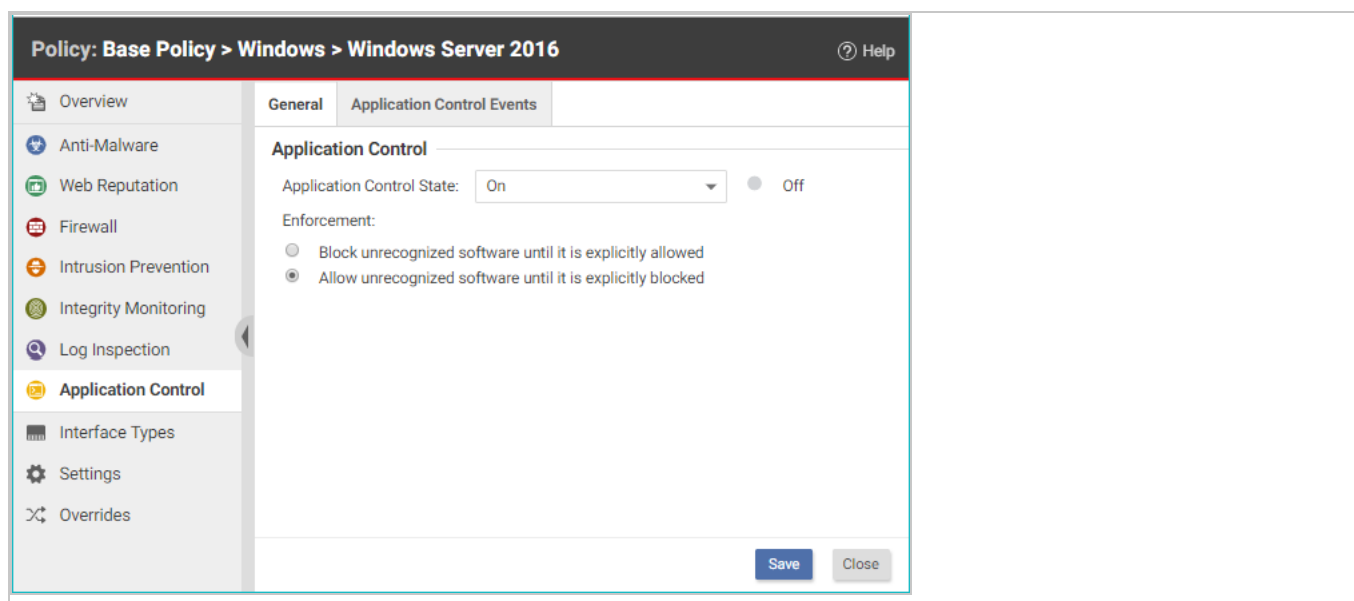 Policy: Base Policy > Windows > Windows Server 2016
? Help
Overview
Anti-Malware
Web Reputation
Firewall
Intrusion Prevention
Integrity Monitoring
Log Inspection
Application Control
Interface Types
Settings
Overrides
General
Application Control Events
Application Control
Application Control State: On Off
Enforcement:
Block unrecognized software until it is explicitly allowed
Allow unrecognized software until it is explicitly blocked
Save Close